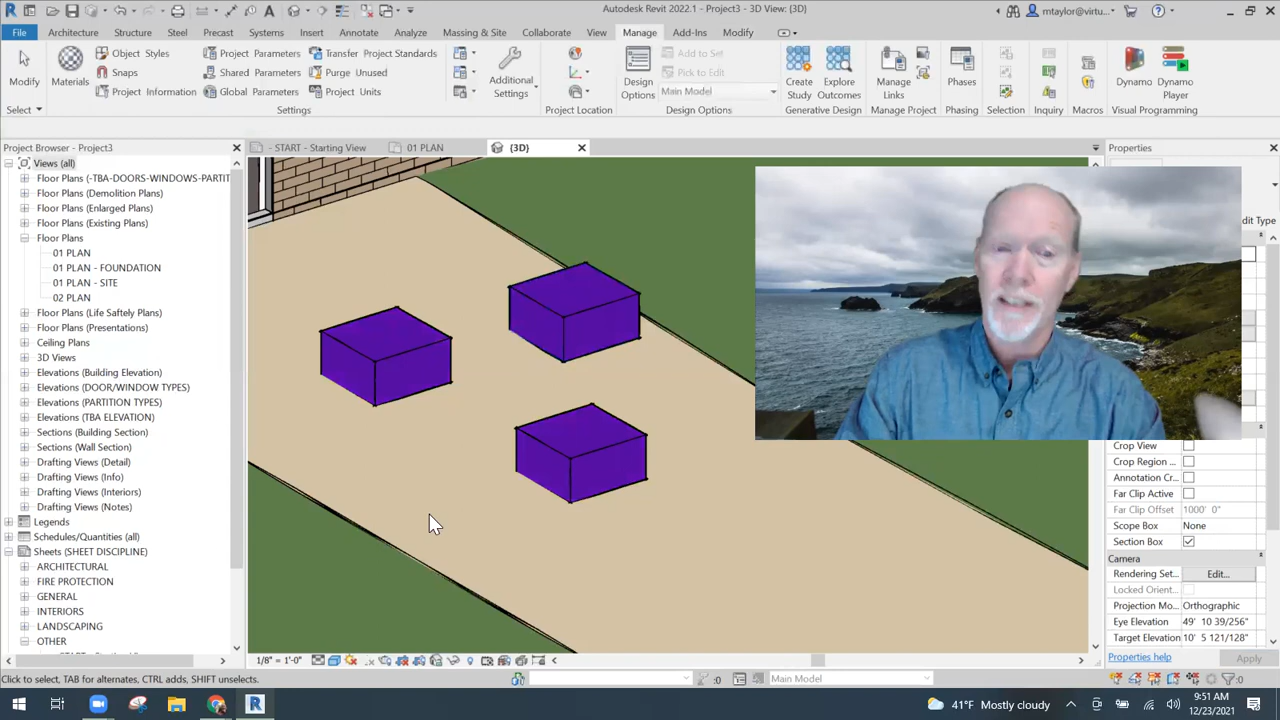 Autodesk Revit 2022.1 - Project3 - 3D View: {3D}
mtaylor@virtu...
File Architecture Structure Steel Precast Systems Insert Annotate Analyze Massing & Site Collaborate View Manage Add-Ins Modify
Modify
Materials
Object Styles
Snaps
Project Information
Project Parameters
Shared Parameters
Global Parameters
Transfer Project Standards
Purge Unused
Project Units
Additional
Settings
Add to Set
Pick to Edit
Main Model
Design
Options
Create
Study
Explore
Outcomes
Manage
Links
Phases
Dynamo
Dynamo
Player
Select
Settings
Project Location
Design Options
Generative Design
Manage Project
Phasing
Selection
Inquiry
Macros
Visual Programming
Project Browser - Project3
- START - Starting View
01 PLAN
{3D}
Properties
Views (all)
Floor Plans (-TBA-DOORS-WINDOWS-PARTIT
Floor Plans (Demolition Plans)
Floor Plans (Enlarged Plans)
Floor Plans (Existing Plans)
Floor Plans
01 PLAN
01 PLAN - FOUNDATION
01 PLAN - SITE
02 PLAN
Floor Plans (Life Saftely Plans)
Floor Plans (Presentations)
Ceiling Plans
3D Views
Elevations (Building Elevation)
Elevations (DOOR/WINDOW TYPES)
Elevations (PARTITION TYPES)
Elevations (TBA ELEVATION)
Sections (Building Section)
Sections (Wall Section)
Drafting Views (Detail)
Drafting Views (Info)
Drafting Views (Interiors)
Drafting Views (Notes)
Legends
Schedules/Quantities (all)
Sheets (SHEET DISCIPLINE)
ARCHITECTURAL
FIRE PROTECTION
GENERAL
INTERIORS
LANDSCAPING
OTHER
dit Type
Crop View
Crop Region ...
Annotation Cr...
Far Clip Active
Far Clip Offset 1000' 0"
Scope Box None
Section Box
Camera
Rendering Set... Edit...
Locked Orient...
Projection Mo... Orthographic
Eye Elevation 49' 10 39/256"
Target Elevation 10' 5 121/128"
Properties help
Apply
1/8" = 1'-0"
Click to select, TAB for alternates, CTRL adds, SHIFT unselects.
:0
Main Model
:0
41°F Mostly cloudy
9:51 AM
12/23/2021